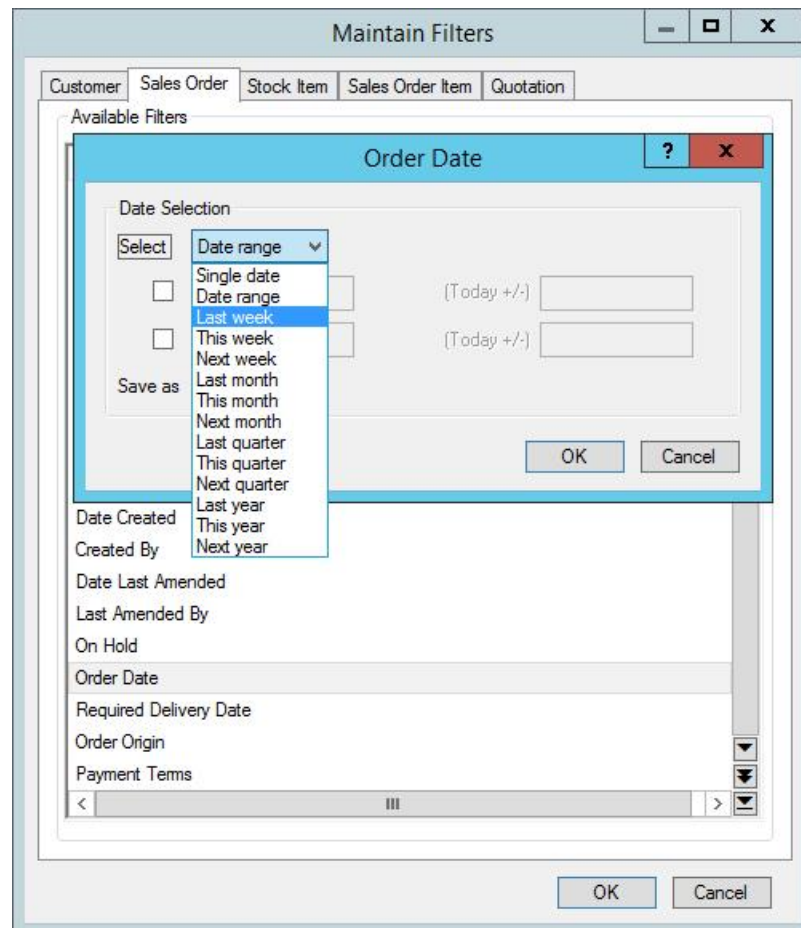 Maintain Filters
Customer Sales Order Stock Item Sales Order Item Quotation
Available Filters
Order Date
Date Selection
Select Date range
Single date
Date range
Last week
This week
Next week
Last month
This month
Next month
Last quarter
This quarter
Next quarter
Last year
This year
Next year
(Today +/-)
(Today +/-)
Save as
OK Cancel
Date Created
Created By
Date Last Amended
Last Amended By
On Hold
Order Date
Required Delivery Date
Order Origin
Payment Terms
OK Cancel